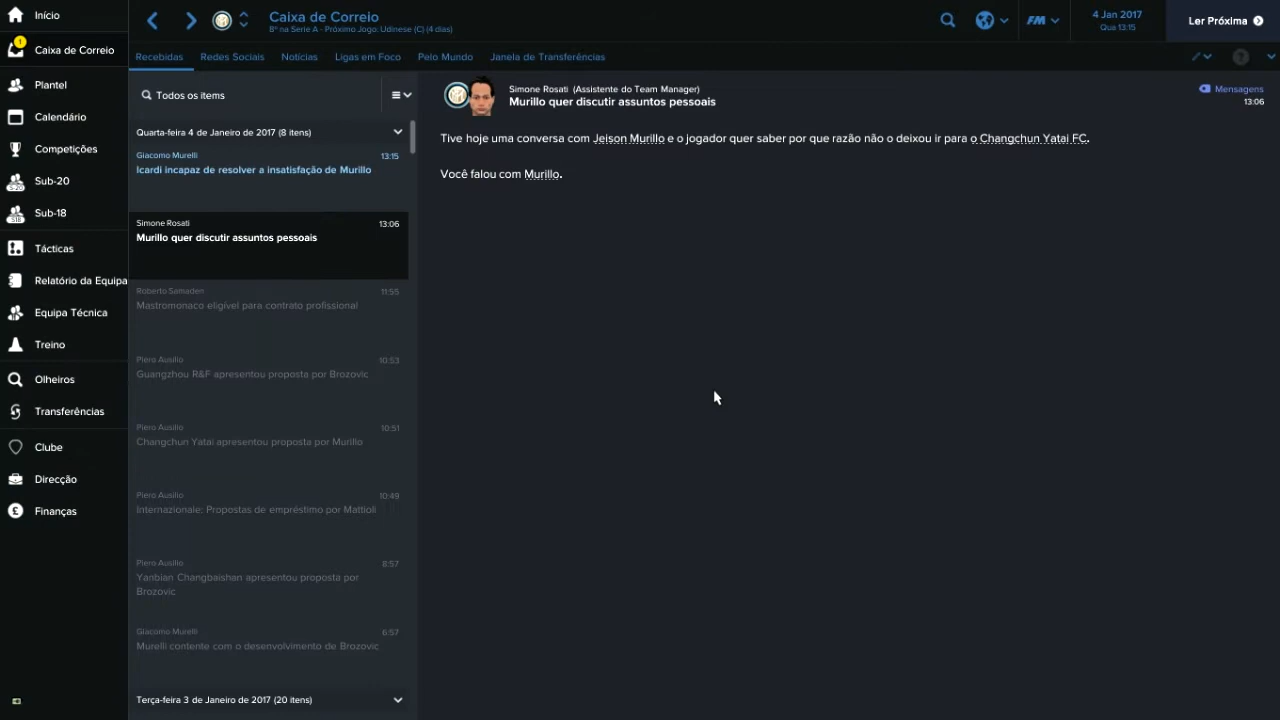 Início
Caixa de Correio
1
Plantel
Calendário
Competições
Sub-20
Sub-18
Tácticas
Relatório da Equipa
Equipa Técnica
Treino
Olheiros
Transferências
Clube
Direcção
Finanças
Caixa de Correio
8º na Serie A - Próximo Jogo: Udinese (C) (4 dias)
FM
4 Jan 2017
Qua 13:15
Ler Próxima
Recebidas
Redes Sociais
Notícias
Ligas em Foco
Pelo Mundo
Janela de Transferências
Todos os items
Quarta-feira 4 de Janeiro de 2017 (8 itens)
Giacomo Murelli 13:15
Icardi incapaz de resolver a insatisfação de Murillo
Simone Rosati 13:06
Murillo quer discutir assuntos pessoais
Roberto Samaden 11:55
Mastromonaco eligível para contrato profissional
Piero Ausilio 10:53
Guangzhou R&F apresentou proposta por Brozovic
Piero Ausilio 10:51
Changchun Yatai apresentou proposta por Murillo
Piero Ausilio 10:49
Internazionale: Propostas de empréstimo por Mattioli
Piero Ausilio 8:57
Yanbian Changbaishan apresentou proposta por
Brozovic
Giacomo Murelli 6:57
Murelli contente com o desenvolvimento de Brozovic
Terça-feira 3 de Janeiro de 2017 (20 itens)
Simone Rosati (Assistente do Team Manager)
Murillo quer discutir assuntos pessoais
Mensagens
13:06
Tive hoje uma conversa com Jeison Murillo e o jogador quer saber por que razão não o deixou ir para o Changchun Yatai FC.
Você falou com Murillo.